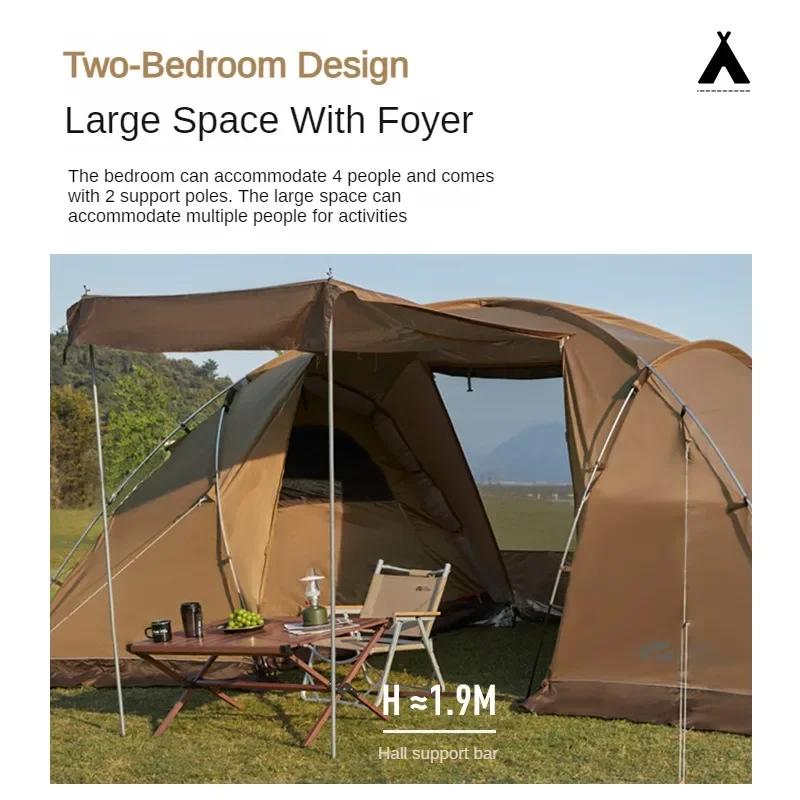 Two-Bedroom Design
Large Space With Foyer
The bedroom can accommodate 4 people and comes
with 2 support poles. The large space can
accommodate multiple people for activities
H ≈1.9M
Hall support bar